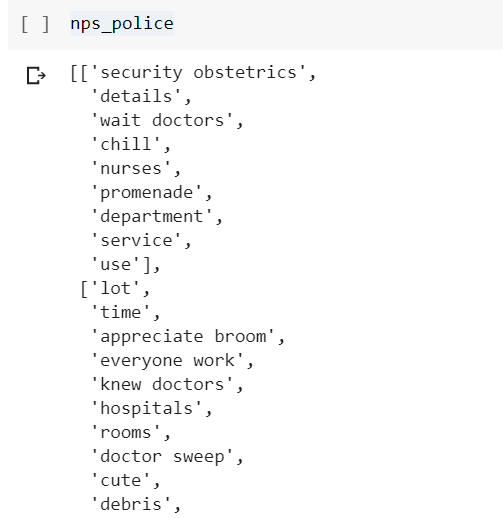 [ ] nps_police
[['security obstetrics',
'details',
'wait doctors',
'chill',
'nurses',
'promenade',
'department',
'service',
'use'],
['lot',
'time',
'appreciate broom',
'everyone work',
'knew doctors',
'hospitals',
'rooms',
'doctor sweep',
'cute',
'debris',